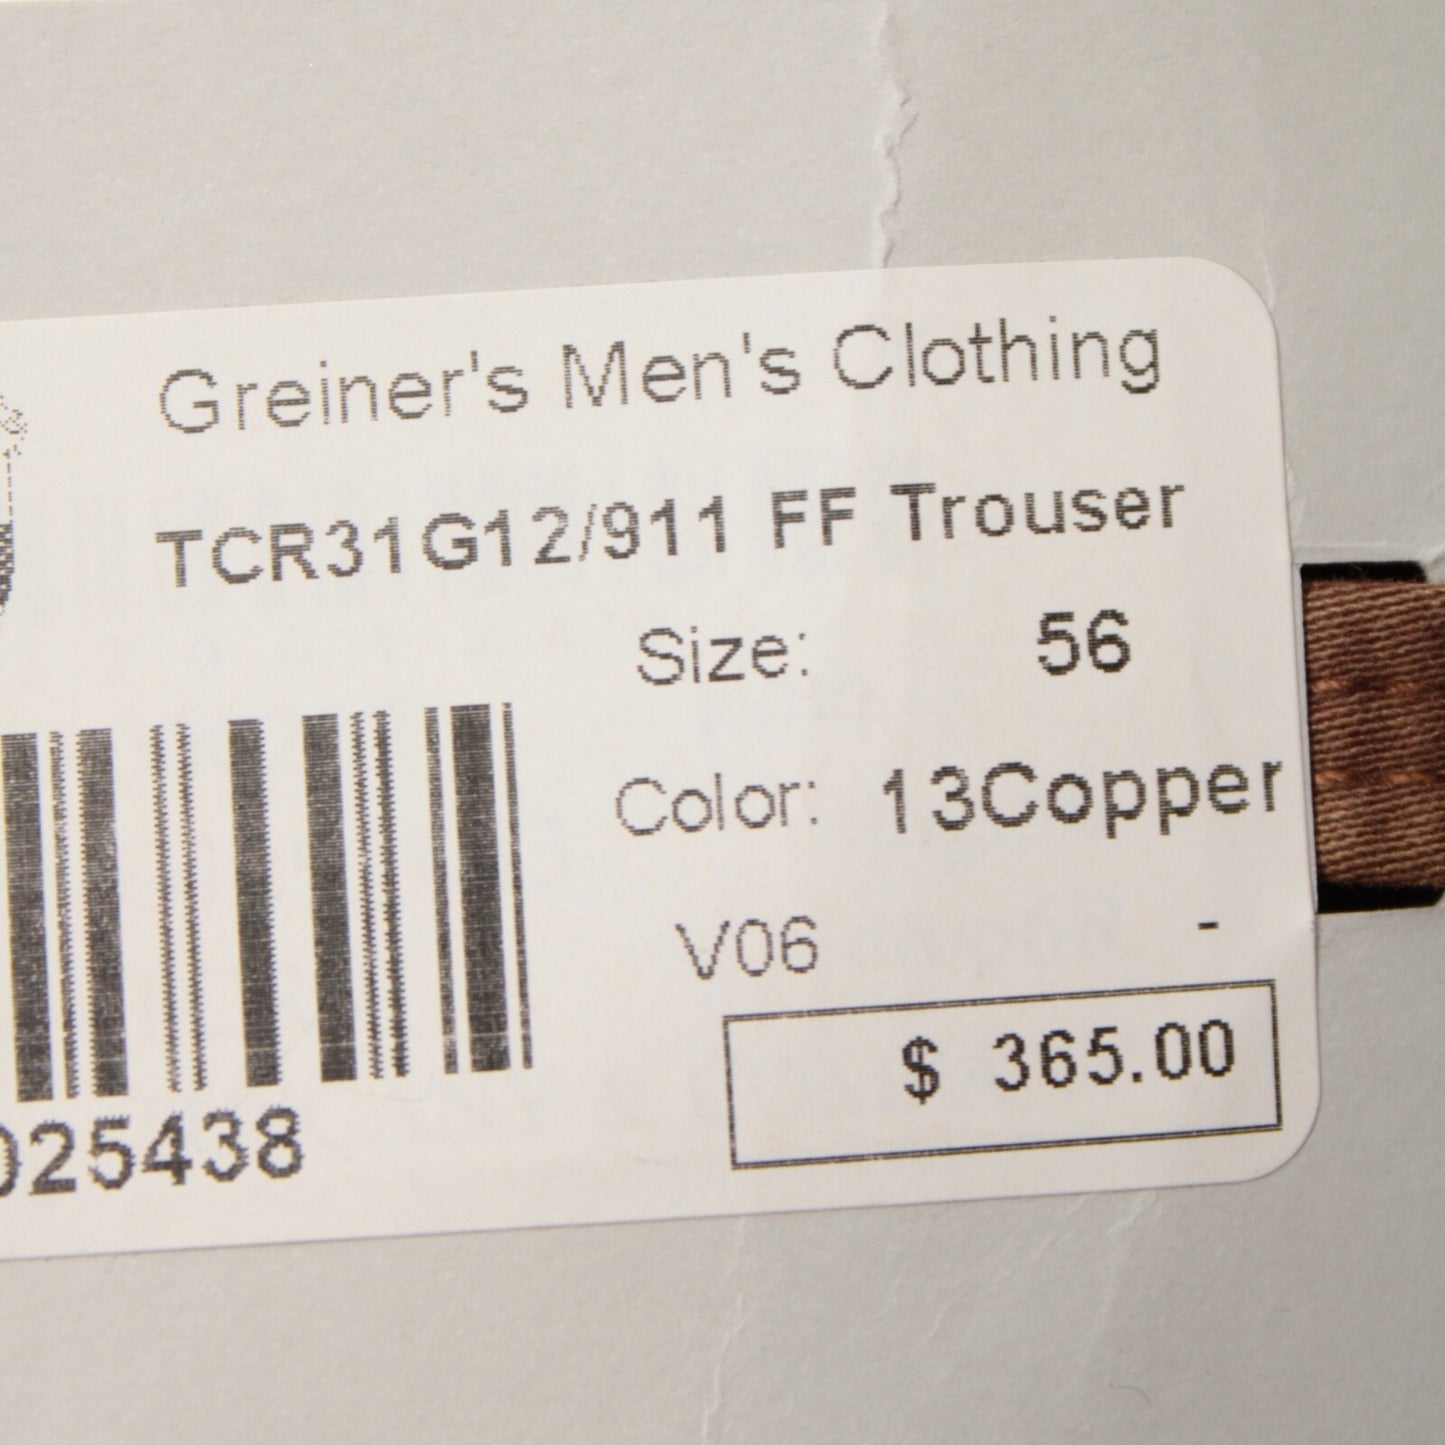 Greiner's Men's Clothing
TCR31G12/911 FF Trouser
Size: 56
Color: 13Copper
V06 -
$ 365.00
025438